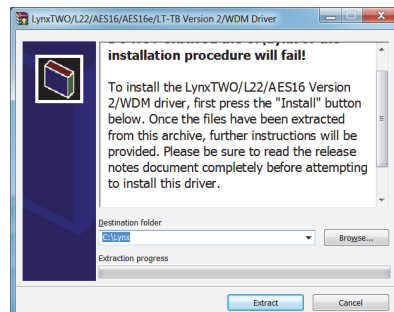 LynxTWO/L22/AES16/AES16e/LT-TB Version 2/WDM Driver
installation procedure will fail!
To install the LynxTWO/L22/AES16 Version
2/WDM driver, first press the "Install" button
below. Once the files have been extracted
from this archive, further instructions will be
provided. Please be sure to read the release
notes document completely before attempting
to install this driver.
Destination folder
C:\Lynx
Browse...
Extraction progress
Extract
Cancel